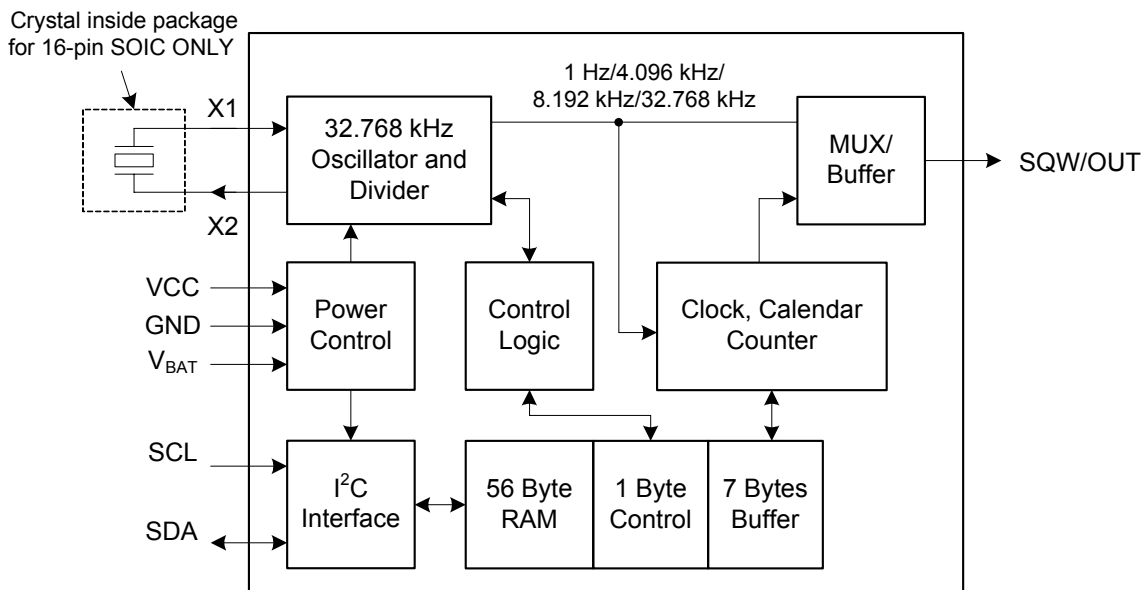 Crystal inside package
for 16-pin SOIC ONLY
X1
X2
32.768 kHz
Oscillator and
Divider
1 Hz/4.096 kHz/
8.192 kHz/32.768 kHz
MUX/
Buffer
SQW/OUT
VCC
GND
VBAT
Power
Control
Control
Logic
Clock, Calendar
Counter
SCL
SDA
I²C
Interface
56 Byte
RAM
1 Byte
Control
7 Bytes
Buffer